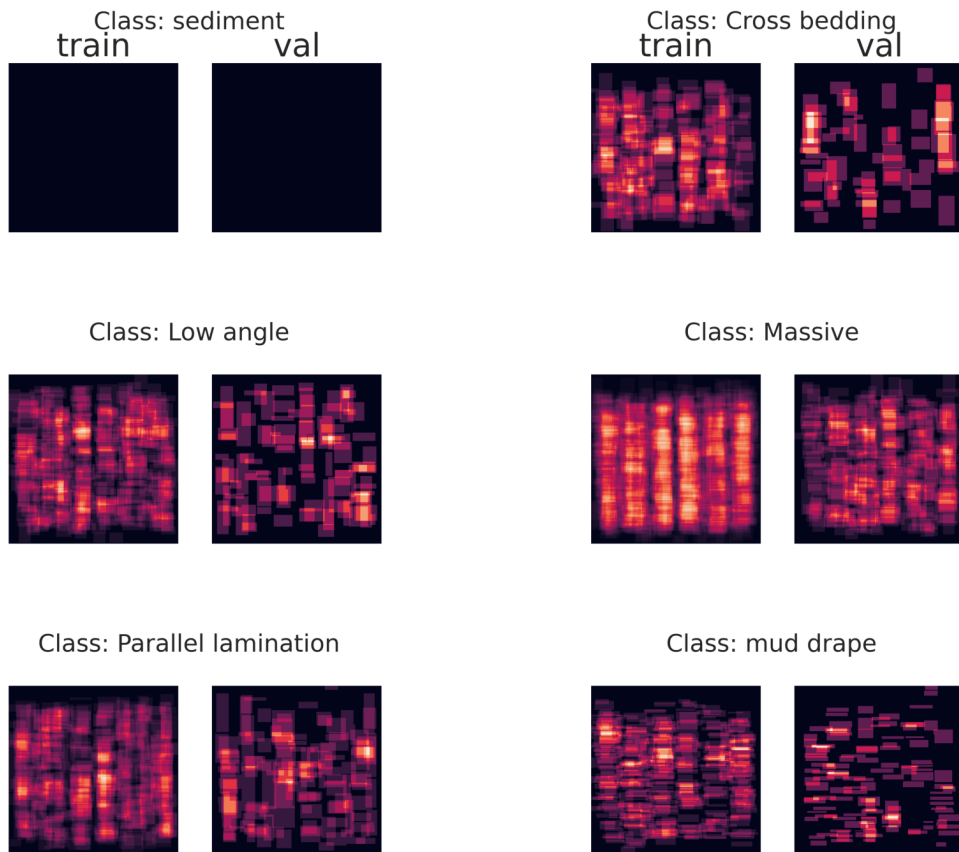 Class: sediment
train val
Class: Cross bedding
train val
Class: Low angle
Class: Massive
Class: Parallel lamination
Class: mud drape